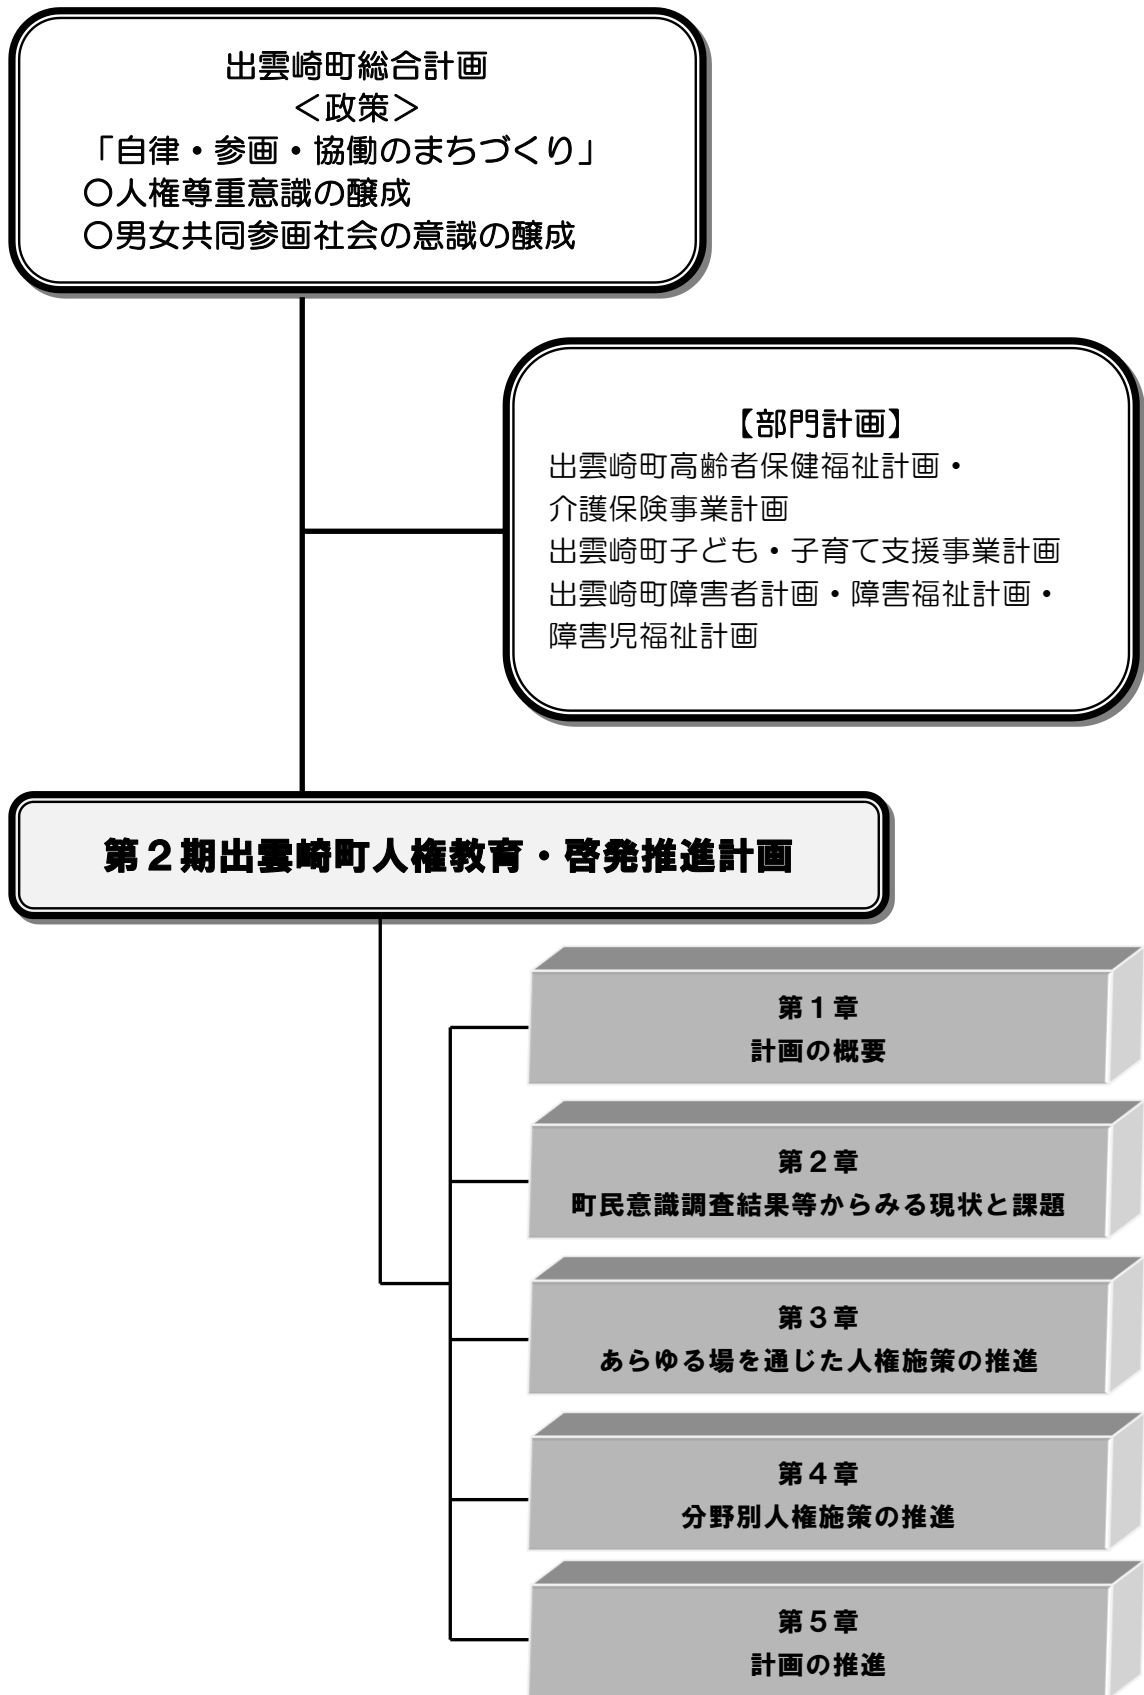 出雲崎町総合計画
＜政策＞
「自律・参画・協働のまちづくり」
〇人権尊重意識の醸成
〇男女共同参画社会の意識の醸成
【部門計画】
出雲崎町高齢者保健福祉計画・
介護保険事業計画
出雲崎町子ども・子育て支援事業計画
出雲崎町障害者計画・障害福祉計画・
障害児福祉計画
第２期出雲崎町人権教育・啓発推進計画
第１章
計画の概要
第２章
町民意識調査結果等からみる現状と課題
第３章
あらゆる場を通じた人権施策の推進
第４章
分野別人権施策の推進
第５章
計画の推進